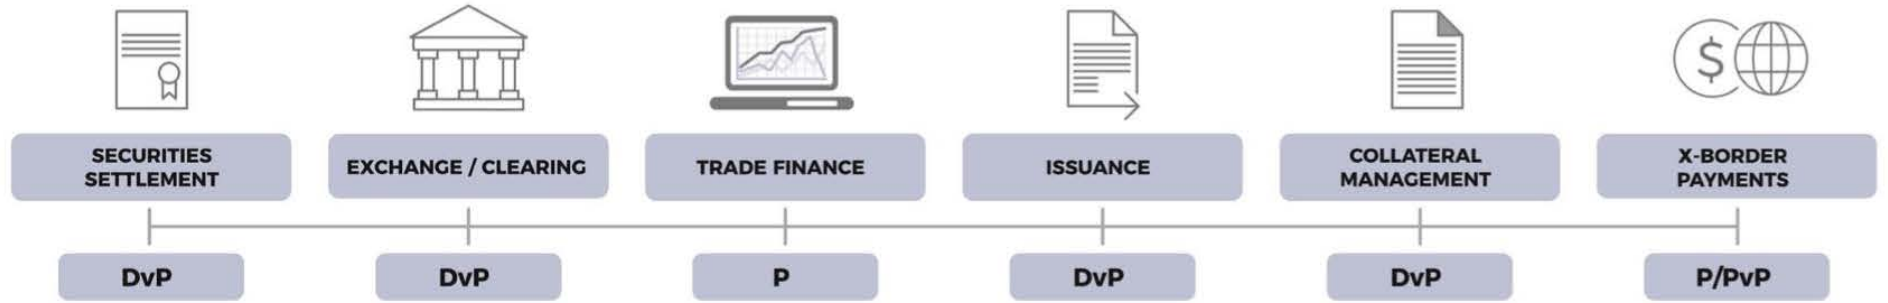 SECURITIES
SETTLEMENT
EXCHANGE / CLEARING
TRADE FINANCE
ISSUANCE
COLLATERAL
MANAGEMENT
X-BORDER
PAYMENTS
DvP
DvP
P
DvP
DvP
P/PvP
$